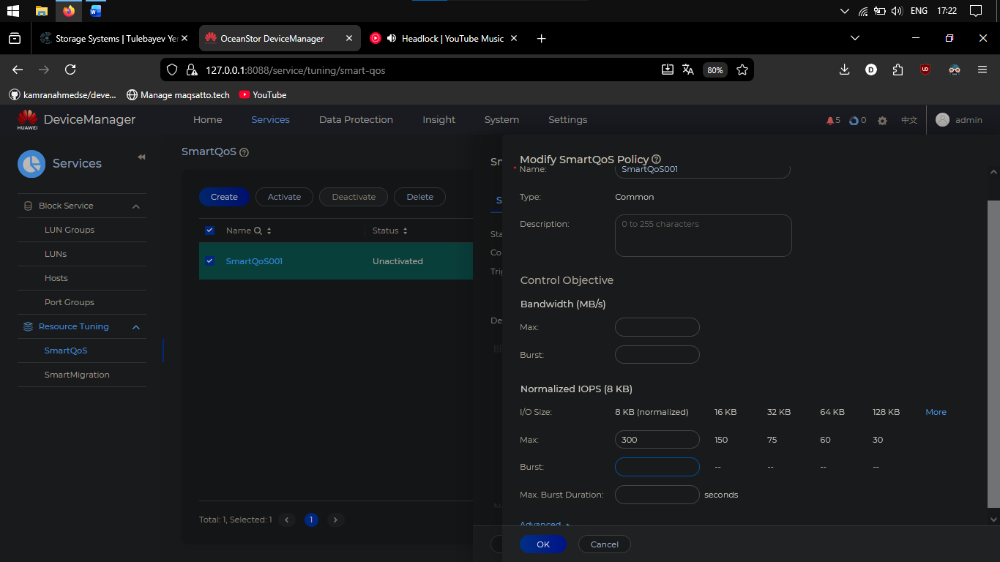 ENG 17:22
Storage Systems | Tulebayev Ye
OceanStor DeviceManager
Headlock | YouTube Music
127.0.0.1:8088/service/tuning/smart-qos
80%
kamranahmedse/deve...
Manage maqsatto.tech
YouTube
HUAWEI
DeviceManager
Home
Services
Data Protection
Insight
System
Settings
5
0
中文
admin
Services
Block Service
LUN Groups
LUNs
Hosts
Port Groups
Resource Tuning
SmartQoS
SmartMigration
SmartQoS
Create
Activate
Deactivate
Delete
Name
Status
SmartQoS001
Unactivated
Total: 1, Selected: 1
1
Sm
S
Sta
Co
Trig
De
Modify SmartQoS Policy
* Name: SmartQoS001
Type: Common
Description: 0 to 255 characters
Control Objective
Bandwidth (MB/s)
Max:
Burst:
Normalized IOPS (8 KB)
I/O Size: 8 KB (normalized) 16 KB 32 KB 64 KB 128 KB More
Max: 300 150 75 60 30
Burst: -- -- -- --
Max. Burst Duration: seconds
Advanced
OK
Cancel